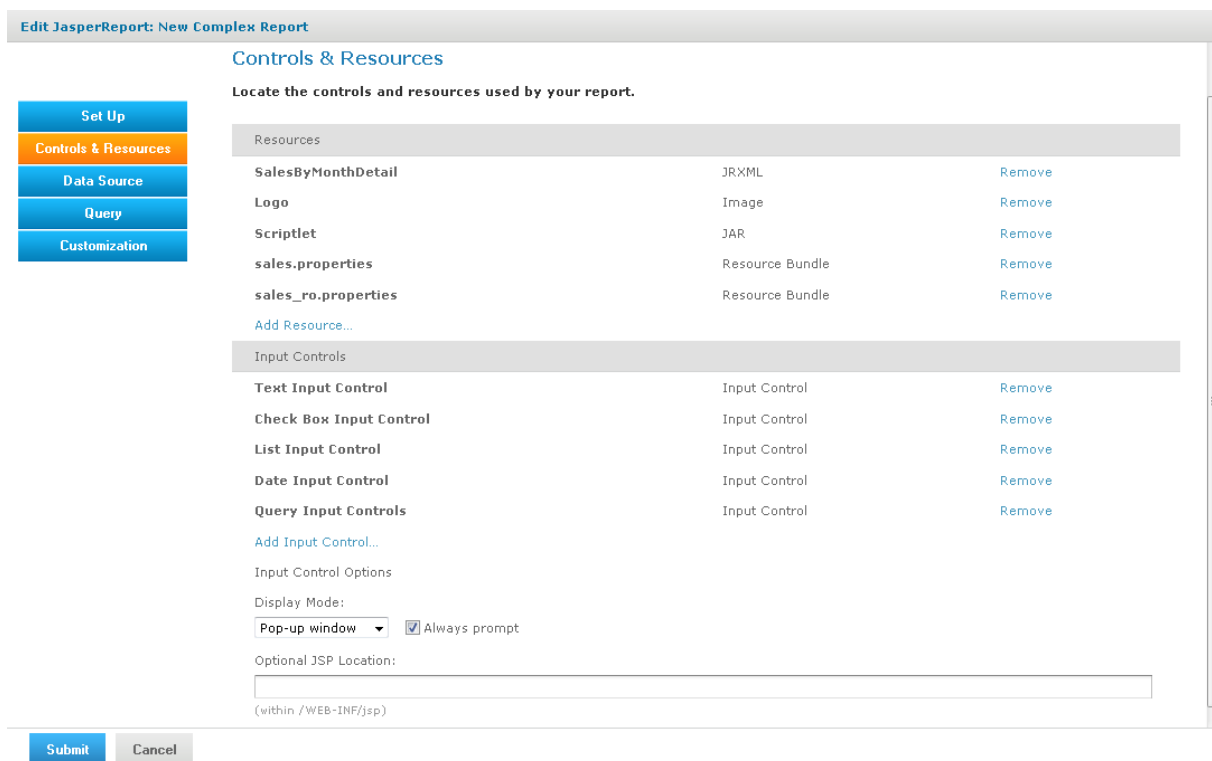 Edit JasperReport: New Complex Report
Controls & Resources
Locate the controls and resources used by your report.
Set Up
Controls & Resources
Data Source
Query
Customization
Resources
SalesByMonthDetail JRXML Remove
Logo Image Remove
Scriptlet JAR Remove
sales.properties Resource Bundle Remove
sales_ro.properties Resource Bundle Remove
Add Resource...
Input Controls
Text Input Control Input Control Remove
Check Box Input Control Input Control Remove
List Input Control Input Control Remove
Date Input Control Input Control Remove
Query Input Controls Input Control Remove
Add Input Control...
Input Control Options
Display Mode:
Pop-up window Always prompt
Optional JSP Location:
(within /WEB-INF/jsp)
Submit Cancel